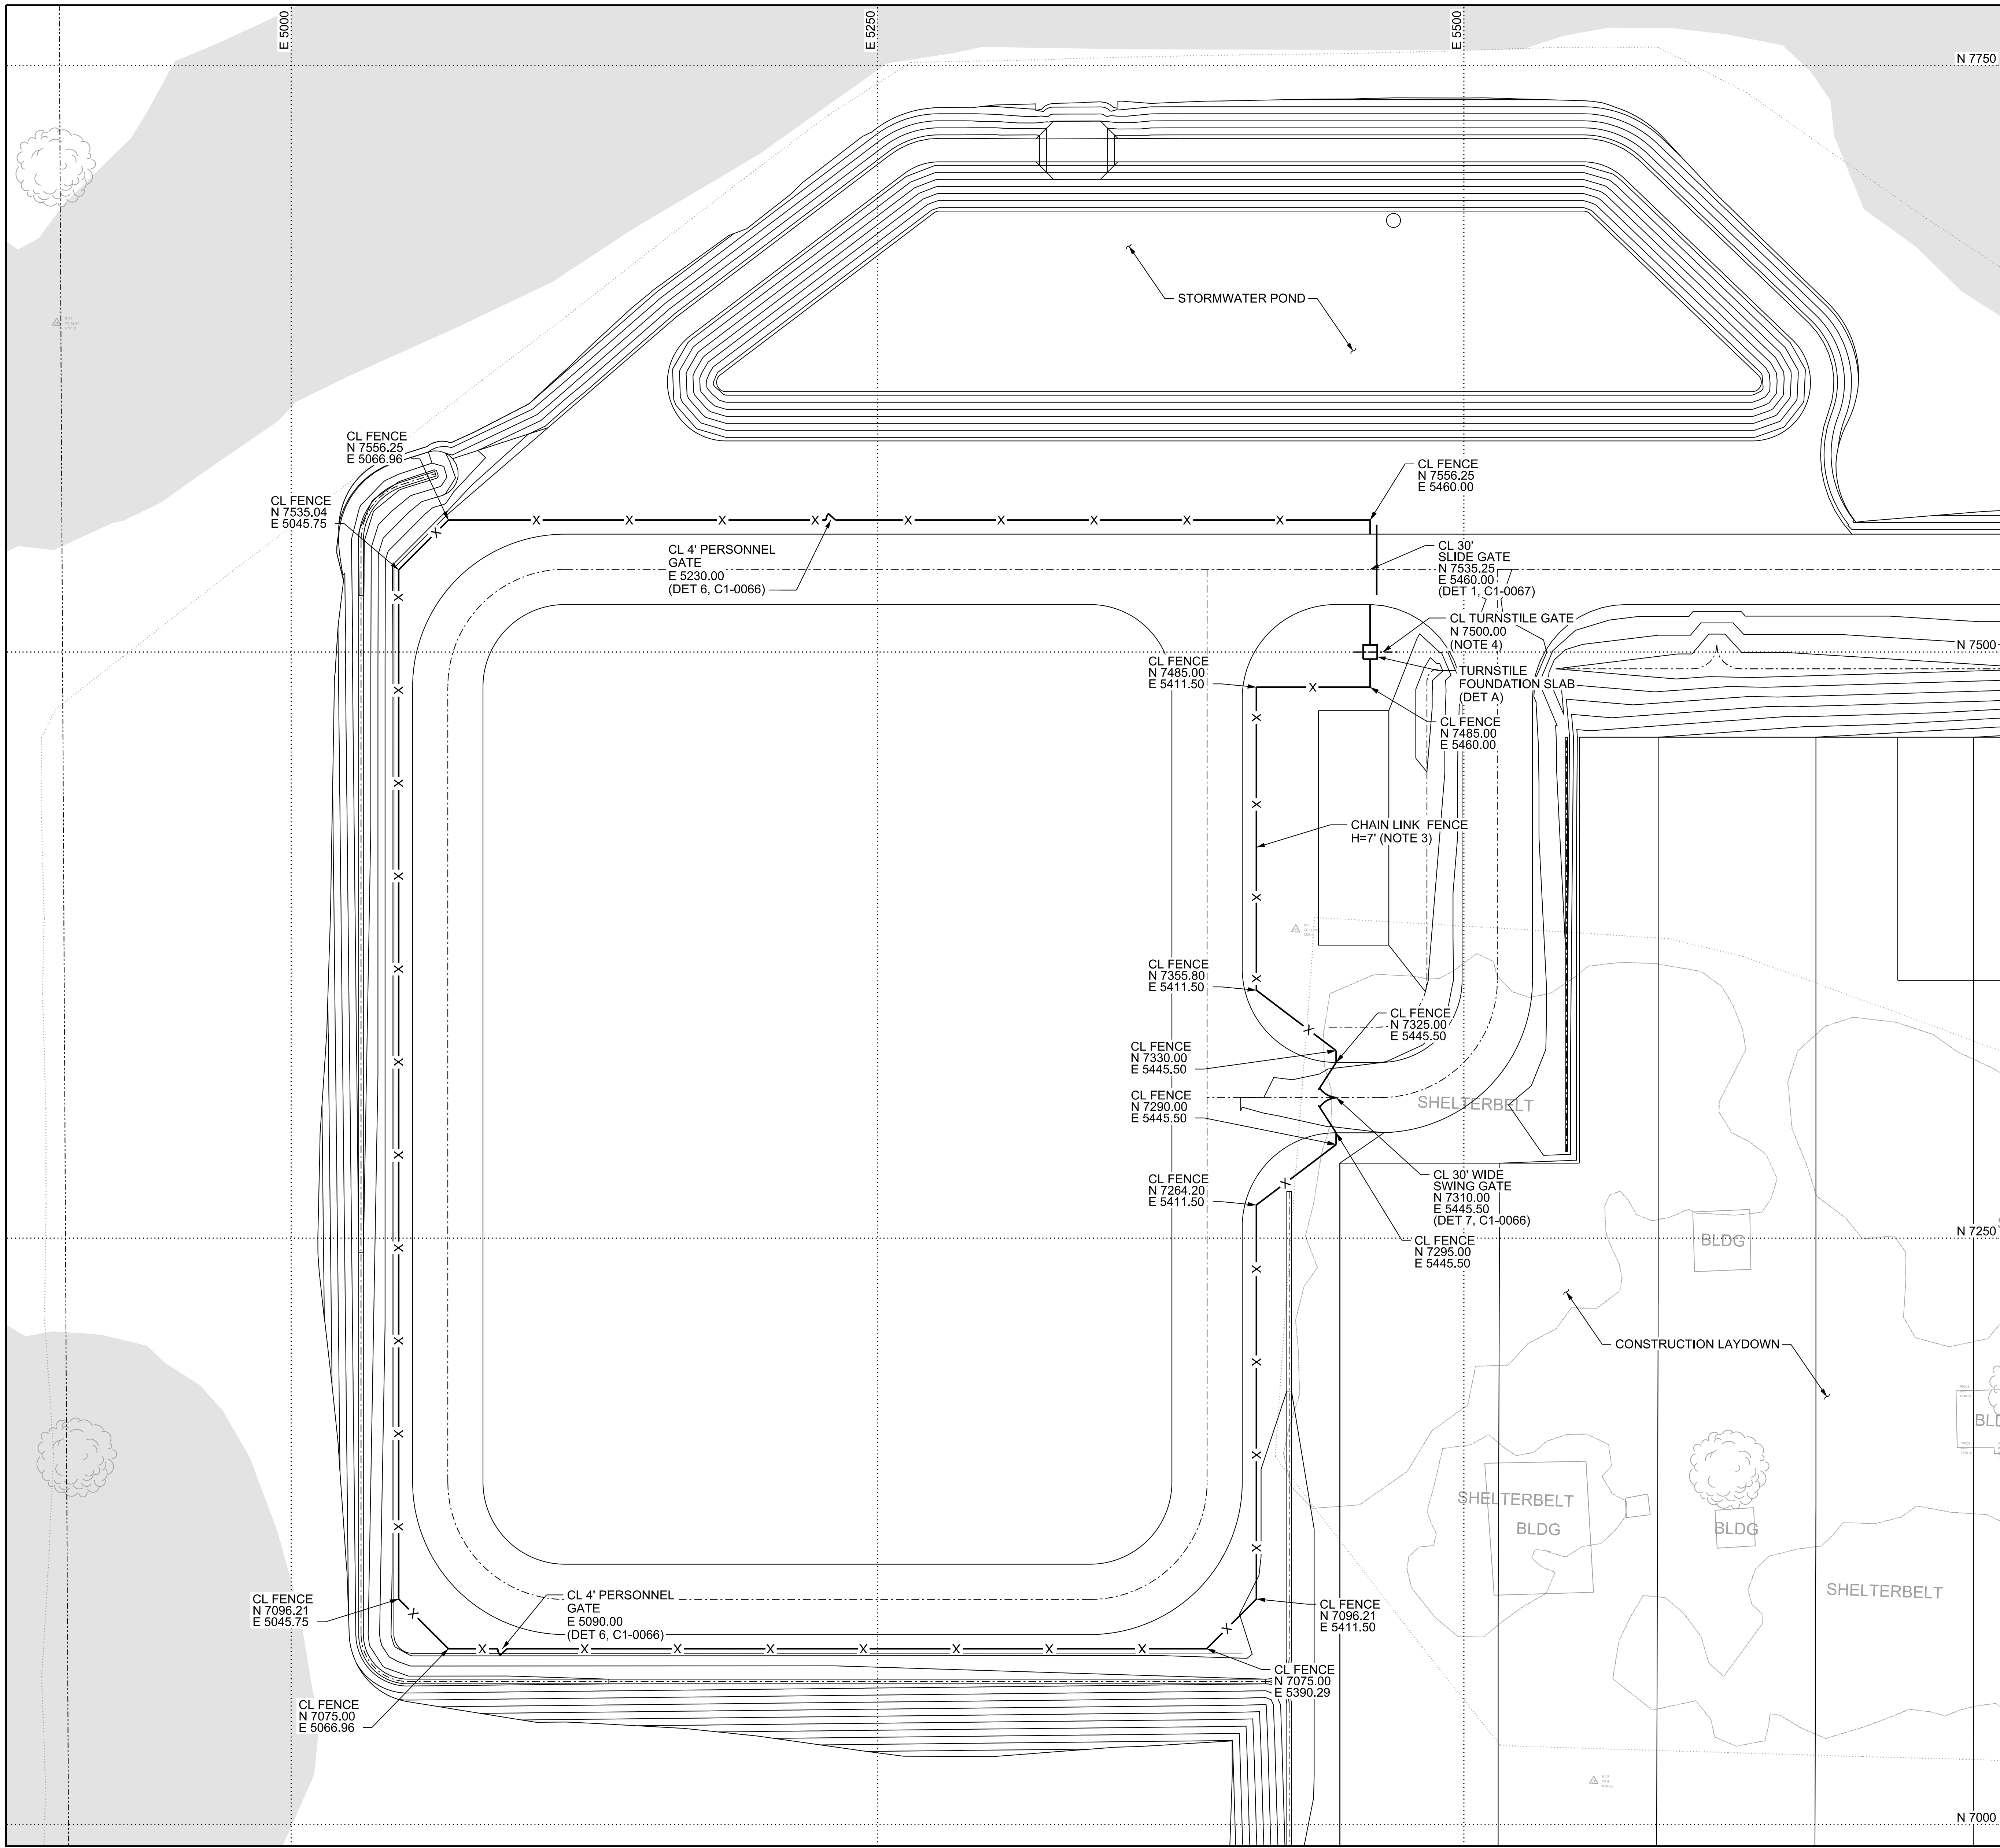 E 5000
E 5250
E 5500
N 7750
STORMWATER POND
CL FENCE
N 7556.25
E 5066.96
CL FENCE
N 7535.04
E 5045.75
CL FENCE
N 7556.25
E 5460.00
CL 4' PERSONNEL
GATE
E 5230.00
(DET 6, C1-0066)
CL 30'
SLIDE GATE
N 7535.25
E 5460.00
(DET 1, C1-0067)
CL TURNSTILE GATE
N 7500.00
(NOTE 4)
N 7500
CL FENCE
N 7485.00
E 5411.50
TURNSTILE
FOUNDATION SLAB
(DET A)
CL FENCE
N 7485.00
E 5460.00
CHAIN LINK FENCE
H=7' (NOTE 3)
CL FENCE
N 7355.80
E 5411.50
CL FENCE
N 7325.00
E 5445.50
CL FENCE
N 7330.00
E 5445.50
CL FENCE
N 7290.00
E 5445.50
SHELTERBELT
CL FENCE
N 7264.20
E 5411.50
CL 30' WIDE
SWING GATE
N 7310.00
E 5445.50
(DET 7, C1-0066)
CL FENCE
N 7295.00
E 5445.50
BLDG
N 7250
CONSTRUCTION LAYDOWN
SHELTERBELT
BLDG
BLDG
SHELTERBELT
CL FENCE
N 7096.21
E 5045.75
CL 4' PERSONNEL
GATE
E 5090.00
(DET 6, C1-0066)
CL FENCE
N 7096.21
E 5411.50
CL FENCE
N 7075.00
E 5390.29
CL FENCE
N 7075.00
E 5066.96
N 7000